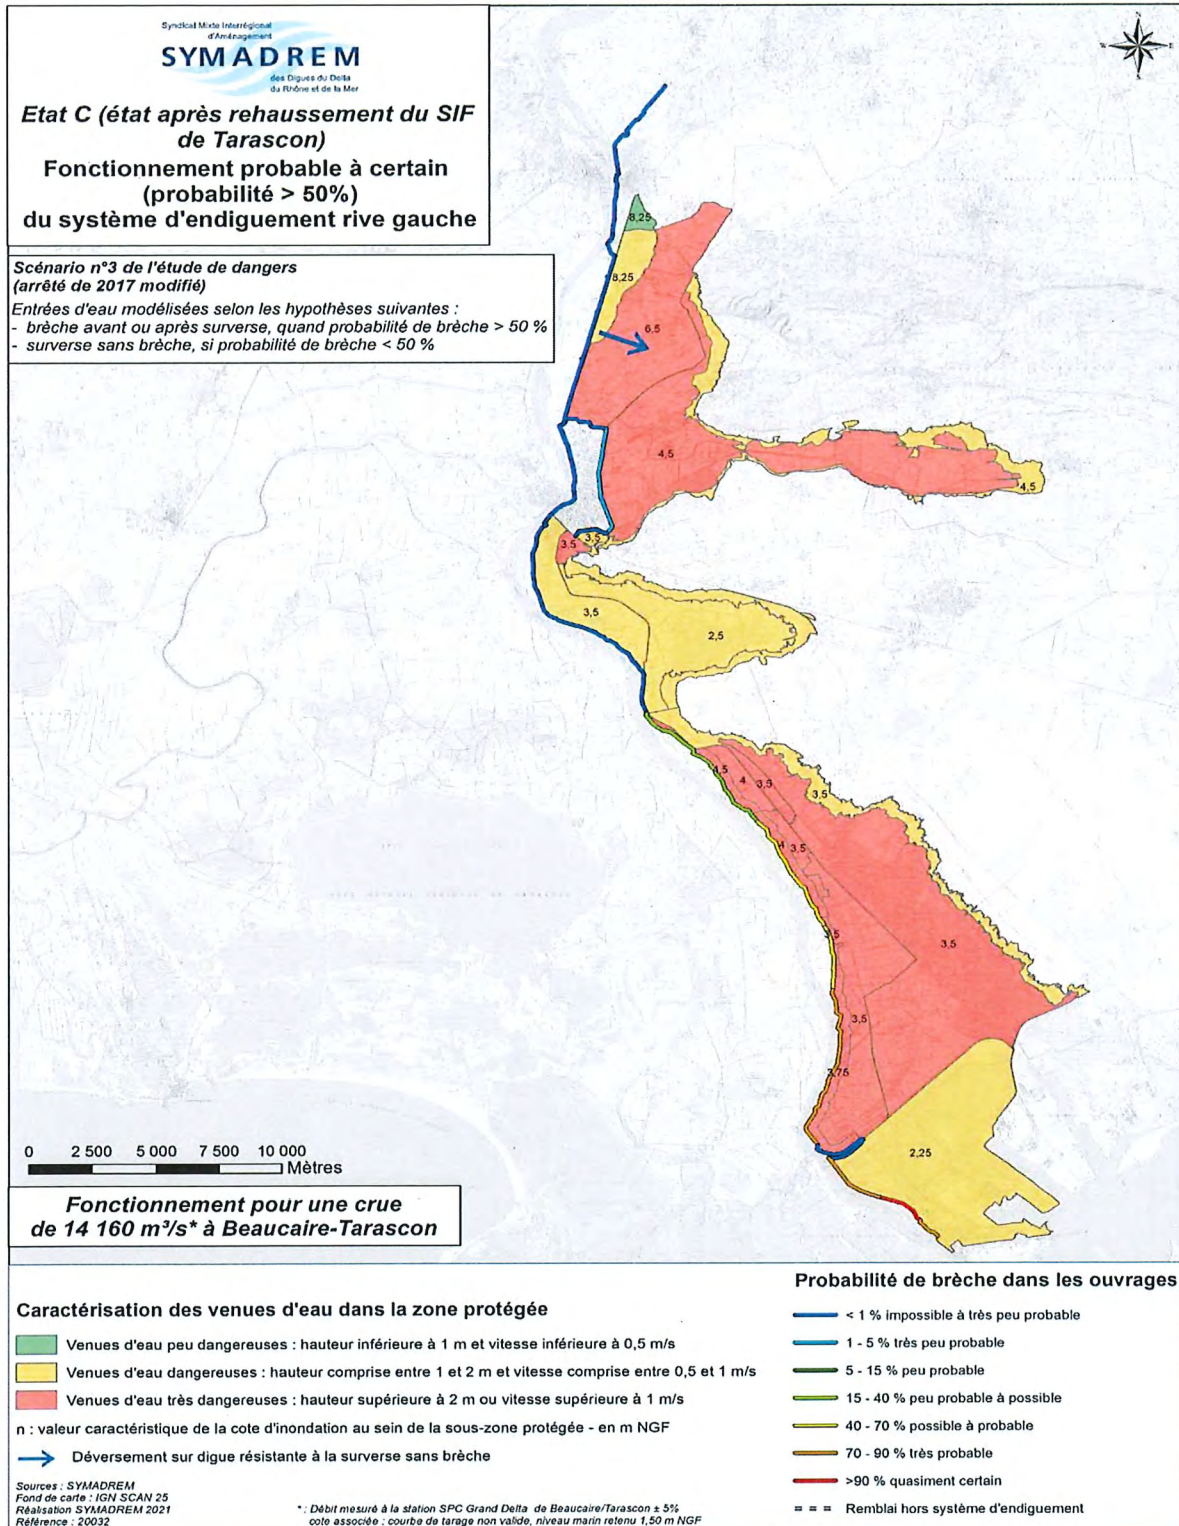 Syndicat Mixte Interrégional
d'Aménagement
SYMADREM
des Digues du Delta
du Rhône et de la Mer
Etat C (état après rehaussement du SIF
de Tarascon)
Fonctionnement probable à certain
(probabilité > 50%)
du système d'endiguement rive gauche
Scénario n°3 de l'étude de dangers
(arrêté de 2017 modifié)
Entrées d'eau modélisées selon les hypothèses suivantes :
- brèche avant ou après surverse, quand probabilité de brèche > 50 %
- surverse sans brèche, si probabilité de brèche < 50 %
N
W
E
S
8,25
8,25
6,5
4,5
4,5
3,5
3,5
3,5
2,5
4,5
4
3,5
3,5
4
3,5
3,5
3,5
3,5
3,75
2,25
0 2 500 5 000 7 500 10 000
Mètres
Fonctionnement pour une crue
de 14 160 m³/s* à Beaucaire-Tarascon
Caractérisation des venues d'eau dans la zone protégée
Venues d'eau peu dangereuses : hauteur inférieure à 1 m et vitesse inférieure à 0,5 m/s
Venues d'eau dangereuses : hauteur comprise entre 1 et 2 m et vitesse comprise entre 0,5 et 1 m/s
Venues d'eau très dangereuses : hauteur supérieure à 2 m ou vitesse supérieure à 1 m/s
n : valeur caractéristique de la cote d'inondation au sein de la sous-zone protégée - en m NGF
Déversement sur digue résistante à la surverse sans brèche
Sources : SYMADREM
Fond de carte : IGN SCAN 25
Réalisation SYMADREM 2021
Référence : 20032
* : Débit mesuré à la station SPC Grand Delta de Beaucaire/Tarascon ± 5%
cote associée : courbe de tarage non valide, niveau marin retenu 1,50 m NGF
Probabilité de brèche dans les ouvrages
< 1 % impossible à très peu probable
1 - 5 % très peu probable
5 - 15 % peu probable
15 - 40 % peu probable à possible
40 - 70 % possible à probable
70 - 90 % très probable
>90 % quasiment certain
Remblai hors système d'endiguement